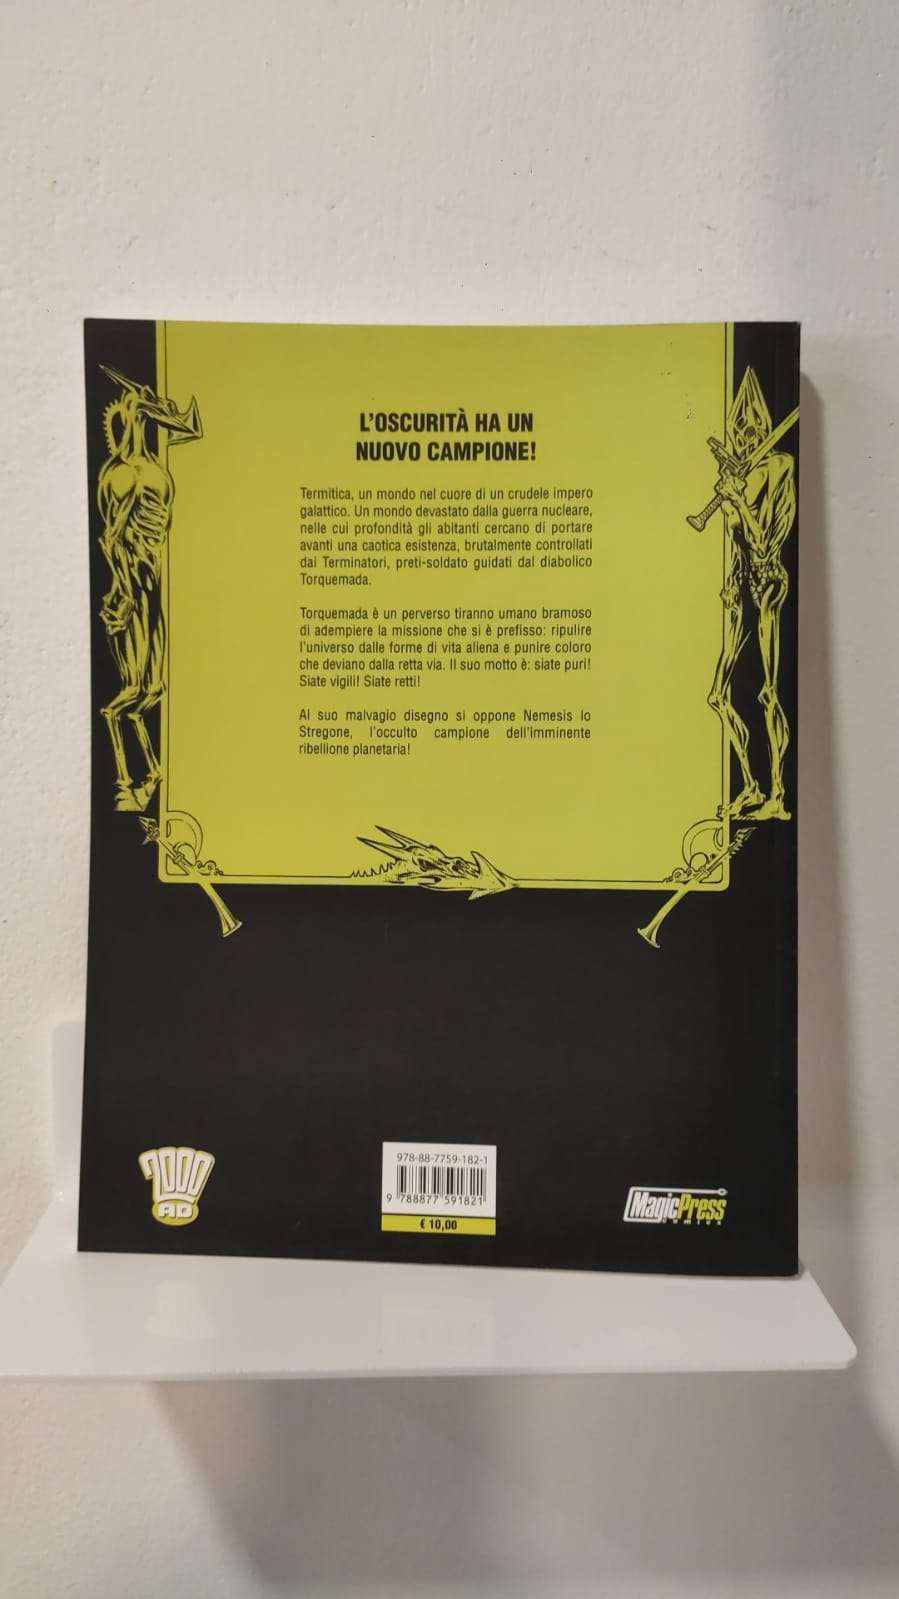 L'OSCURITÀ HA UN
NUOVO CAMPIONE!
Termitica, un mondo nel cuore di un crudele impero
galattico. Un mondo devastato dalla guerra nucleare,
nelle cui profondità gli abitanti cercano di portare
avanti una caotica esistenza, brutalmente controllati
dai Terminatori, preti-soldato guidati dal diabolico
Torquemada.
Torquemada è un perverso tiranno umano bramoso
di adempiere la missione che si è prefisso: ripulire
l'universo dalle forme di vita aliena e punire coloro
che deviano dalla retta via. Il suo motto è: siate puri!
Siate vigili! Siate retti!
Al suo malvagio disegno si oppone Nemesis lo
Stregone, l'occulto campione dell'imminente
ribellione planetaria!
2000
AD
978-88-7759-182-1
9 788877 591821
€ 10,00
MagicPress
comics